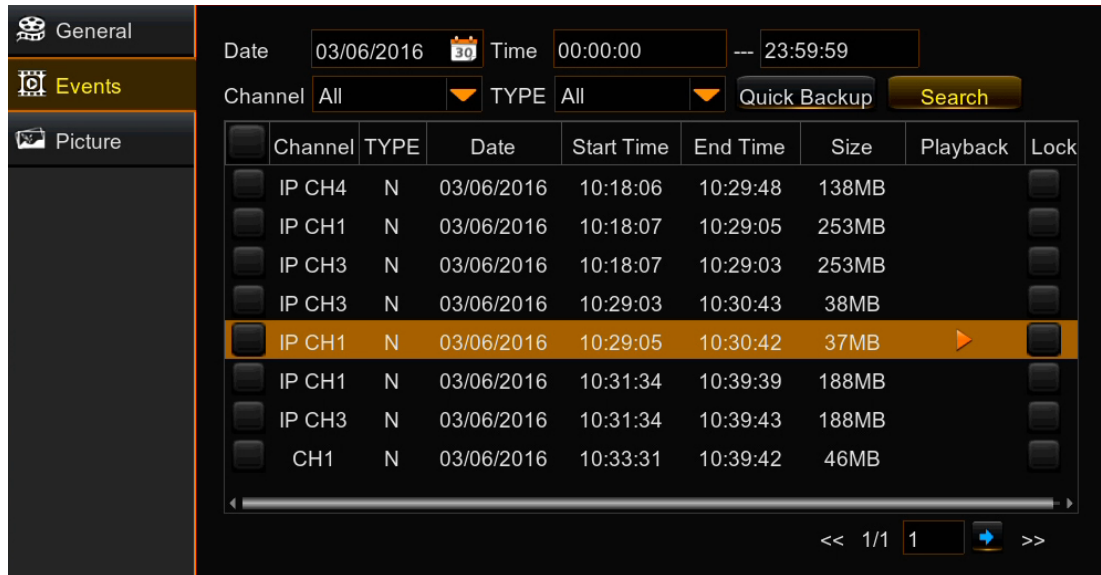 General
Events
Picture
Date 03/06/2016 30 Time 00:00:00 --- 23:59:59
Channel All TYPE All Quick Backup Search
Channel TYPE Date Start Time End Time Size Playback Lock
IP CH4 N 03/06/2016 10:18:06 10:29:48 138MB
IP CH1 N 03/06/2016 10:18:07 10:29:05 253MB
IP CH3 N 03/06/2016 10:18:07 10:29:03 253MB
IP CH3 N 03/06/2016 10:29:03 10:30:43 38MB
IP CH1 N 03/06/2016 10:29:05 10:30:42 37MB
IP CH1 N 03/06/2016 10:31:34 10:39:39 188MB
IP CH3 N 03/06/2016 10:31:34 10:39:43 188MB
CH1 N 03/06/2016 10:33:31 10:39:42 46MB
<< 1/1 1 >>